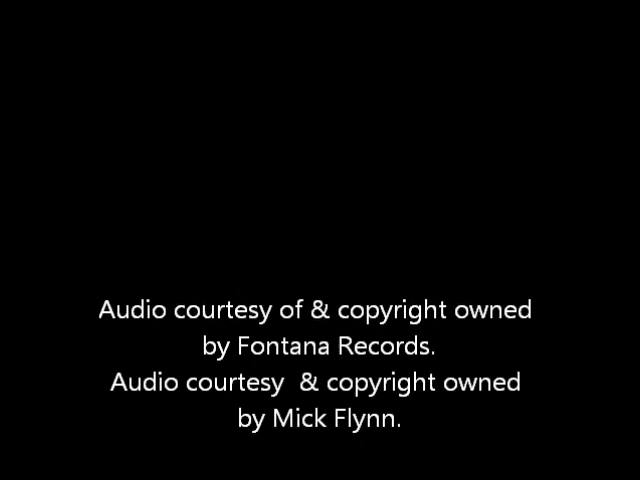 Audio courtesy of & copyright owned
by Fontana Records.
Audio courtesy  & copyright owned
by Mick Flynn.